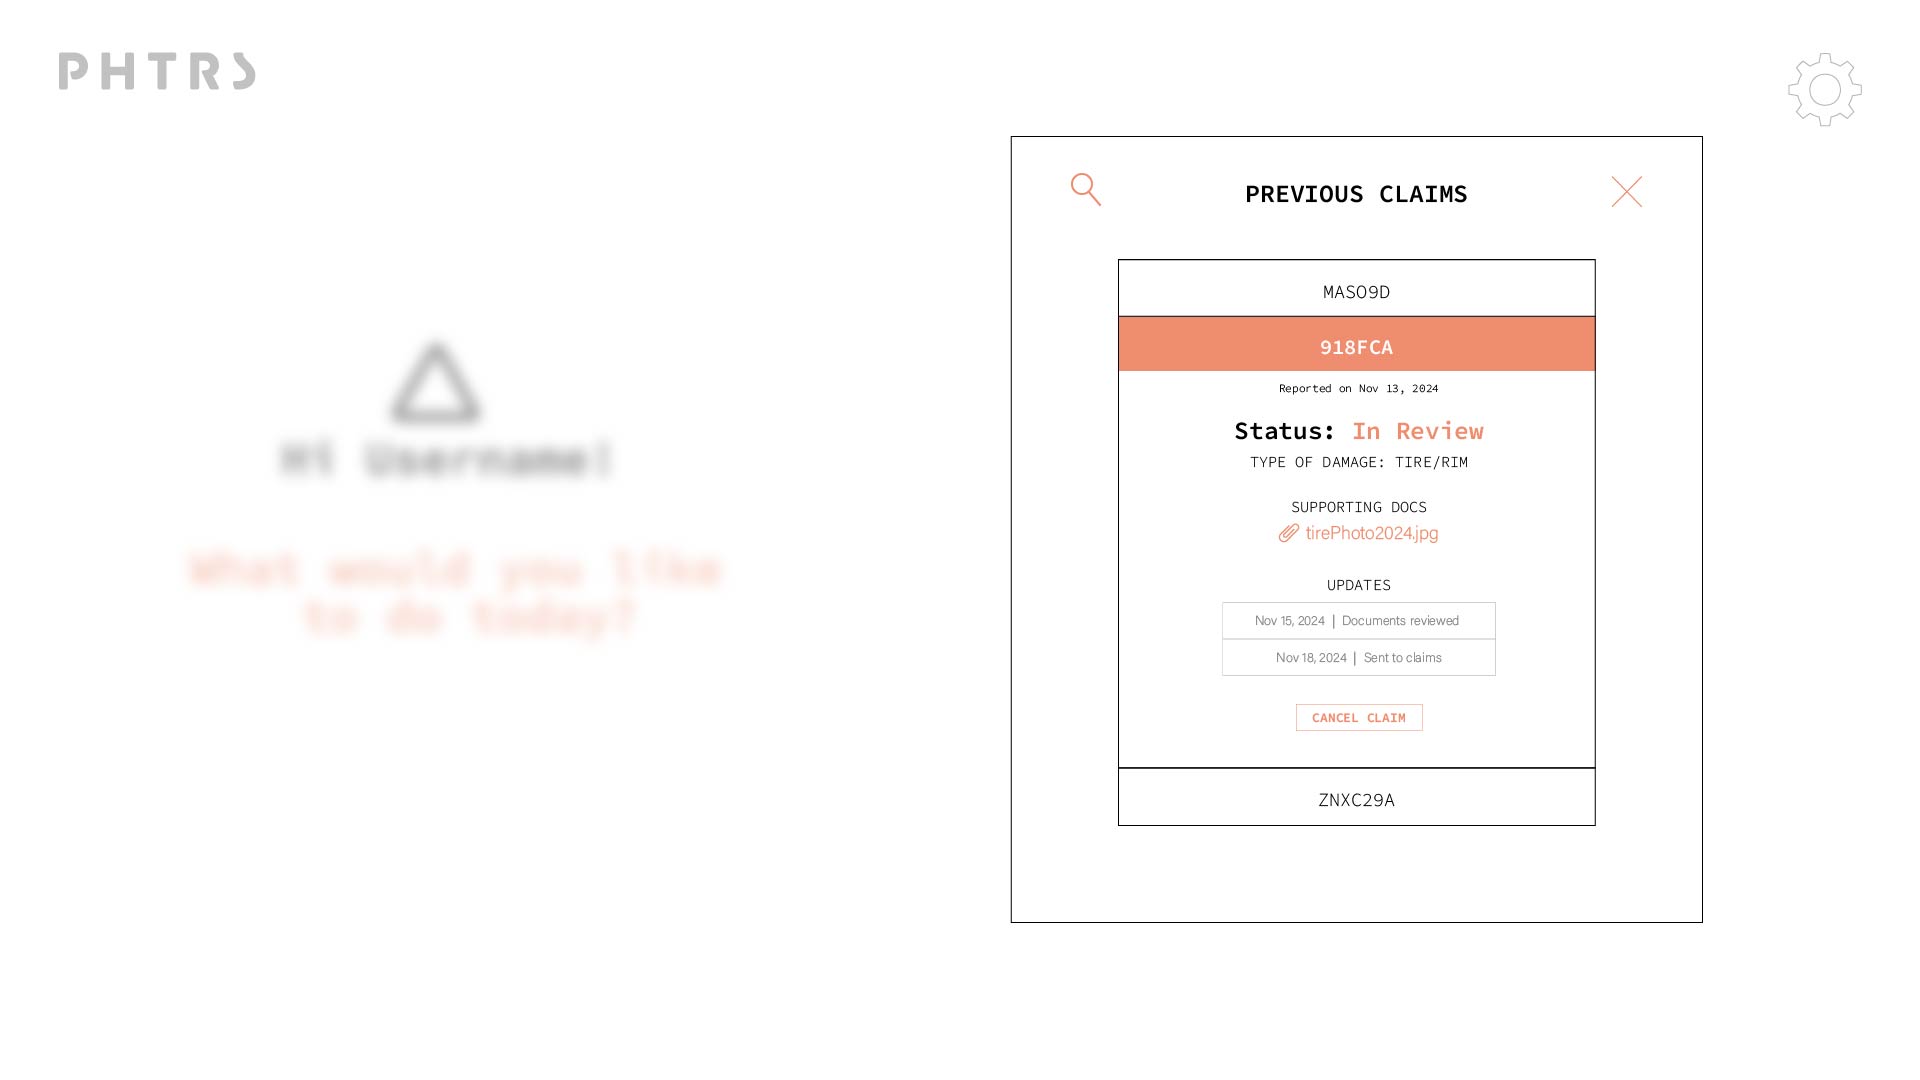 PHTRS
Hi Username!
What would you like
to do today?
PREVIOUS CLAIMS
MASO9D
918FCA
Reported on Nov 13, 2024
Status: In Review
TYPE OF DAMAGE: TIRE/RIM
SUPPORTING DOCS
tirePhoto2024.jpg
UPDATES
Nov 15, 2024 | Documents reviewed
Nov 18, 2024 | Sent to claims
CANCEL CLAIM
ZNXC29A